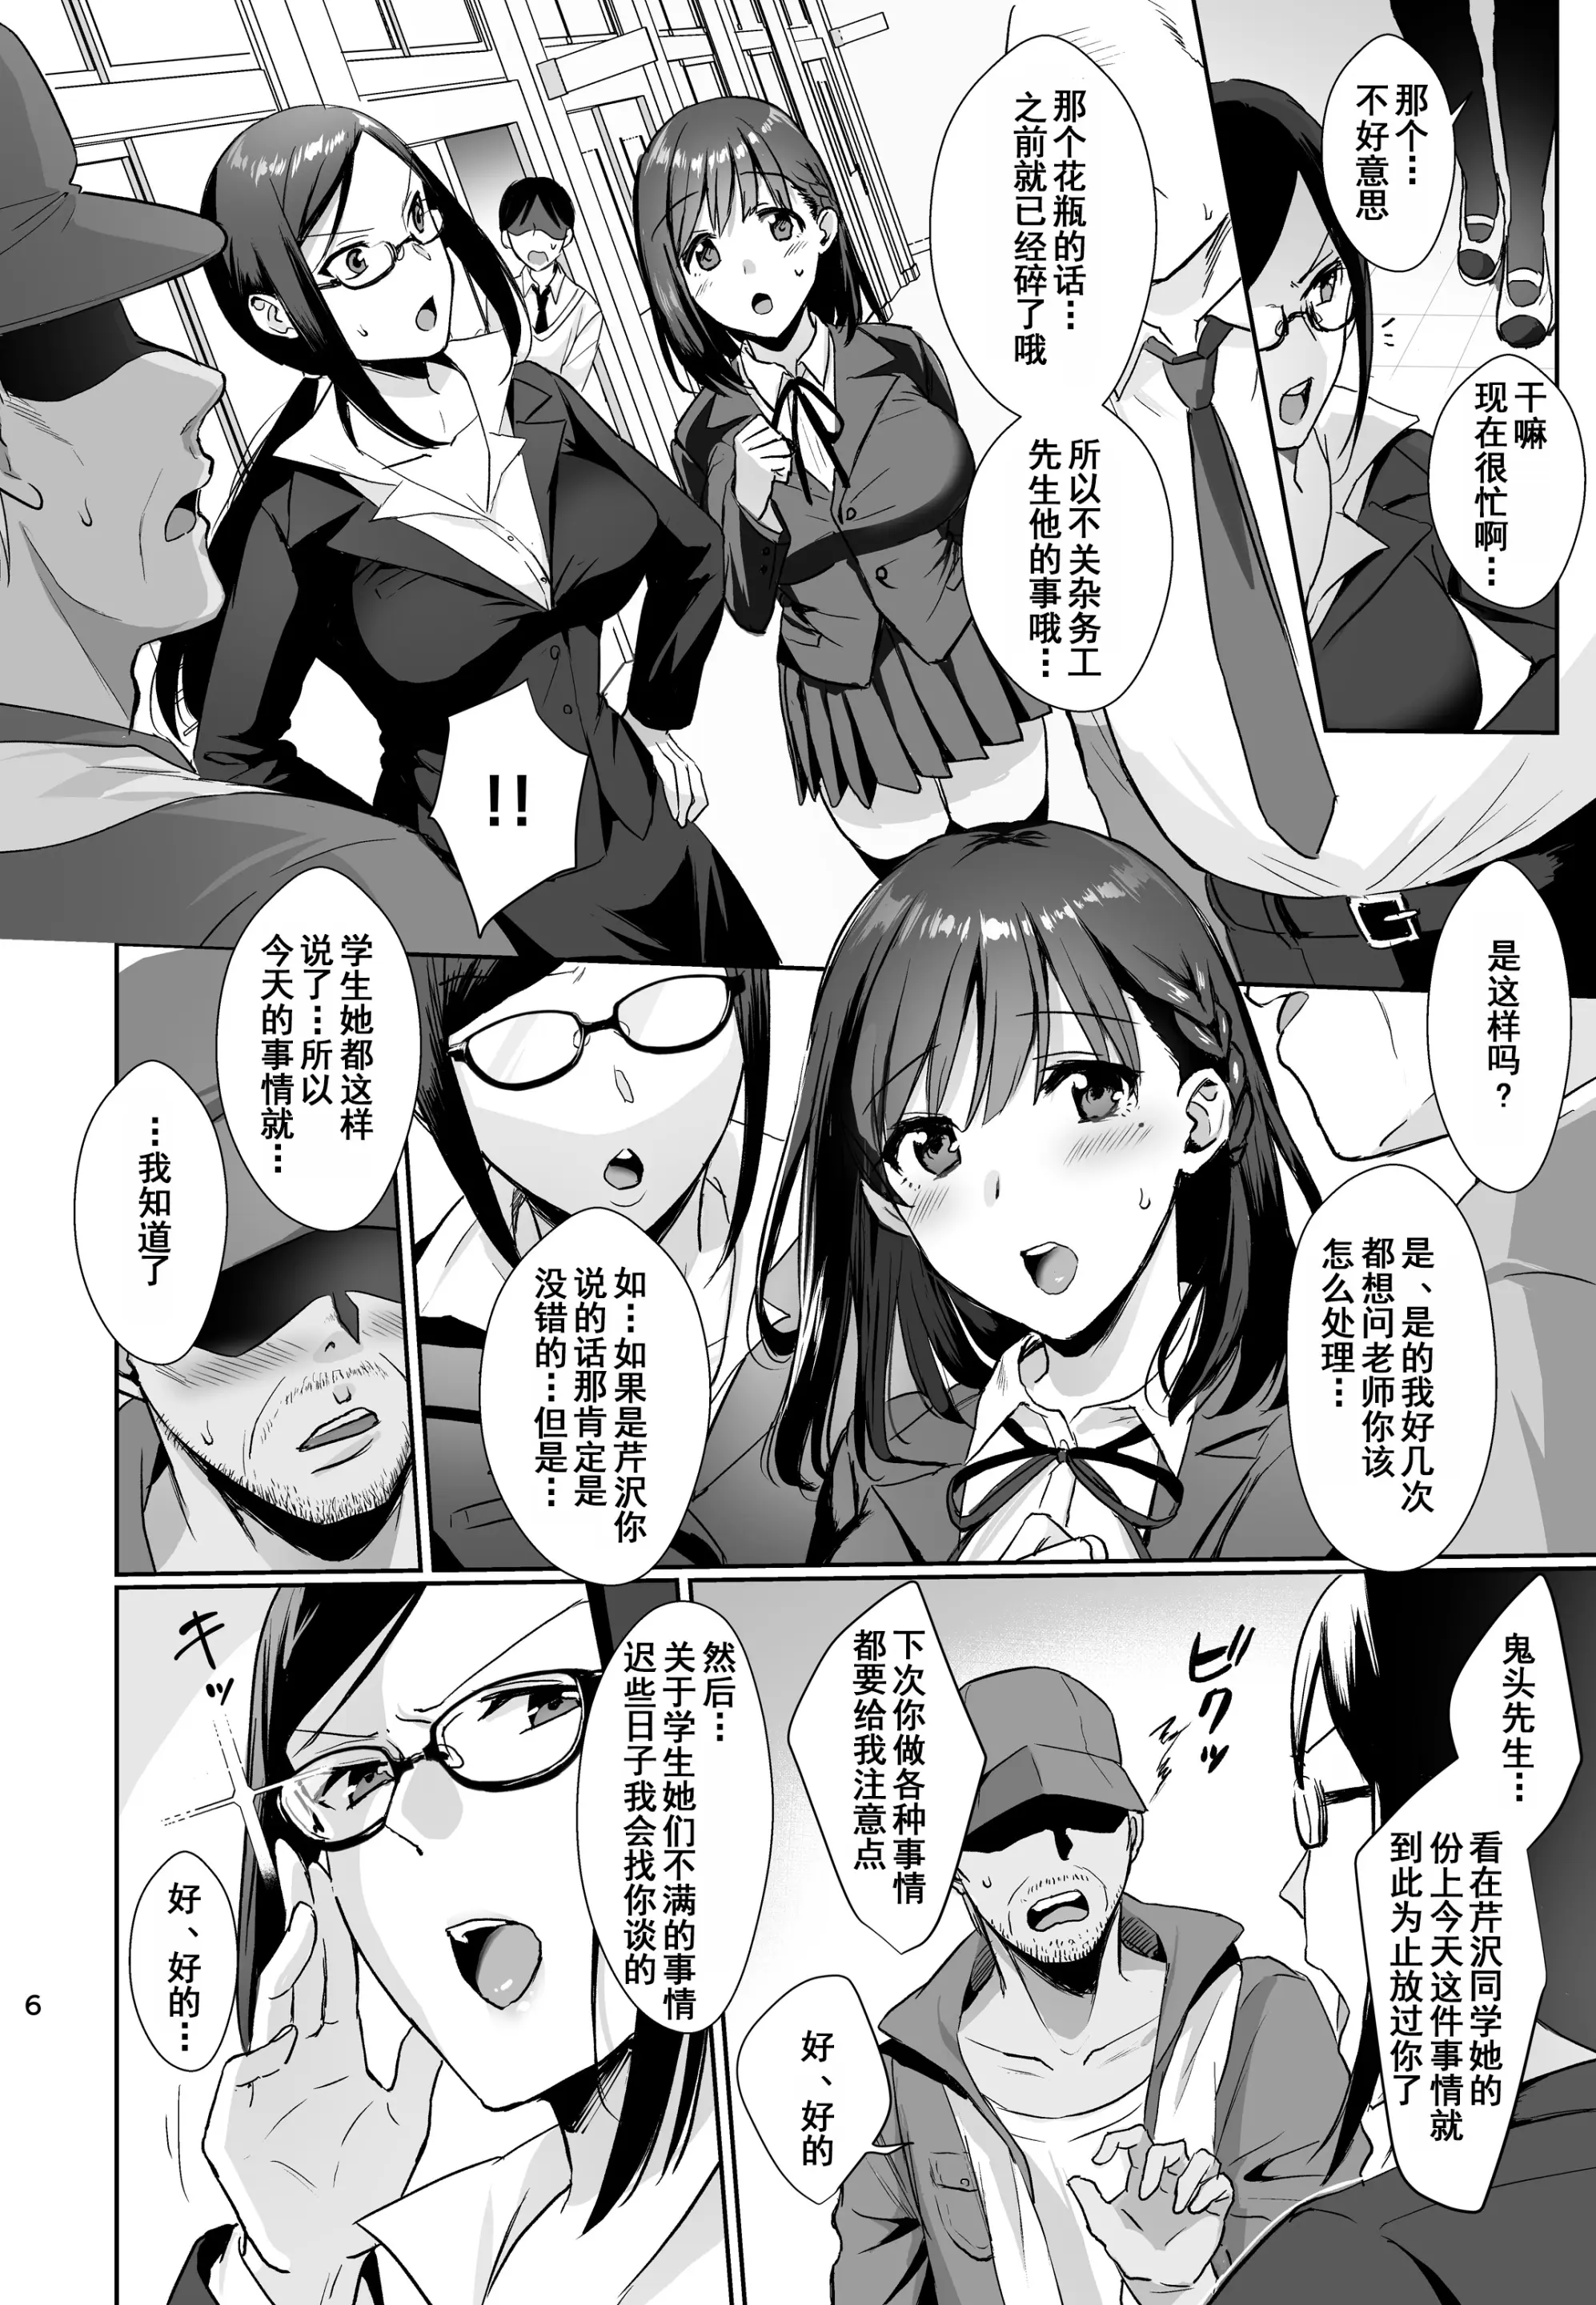 那个…
不好意思
干嘛
现在很忙啊…
那个花瓶的话…
之前就已经碎了哦
所以不关杂务工
先生他的事哦…
!!
是这样吗?
是、是的我好几次
都想问老师你该
怎么处理…
如…如果是芹沢你
说的话那肯定是
没错的…但是…
学生她都这样
说了…所以
今天的事情就…
…我知道了
鬼头先生…
看在芹沢同学她的
份上今天这件事情就
到此为止放过你了
ビクッ
下次你做各种事情
都要给我注意点
好、好的
然后…
关于学生她们不满的事情
迟些日子我会找你谈的
キッ
好、好的…
6